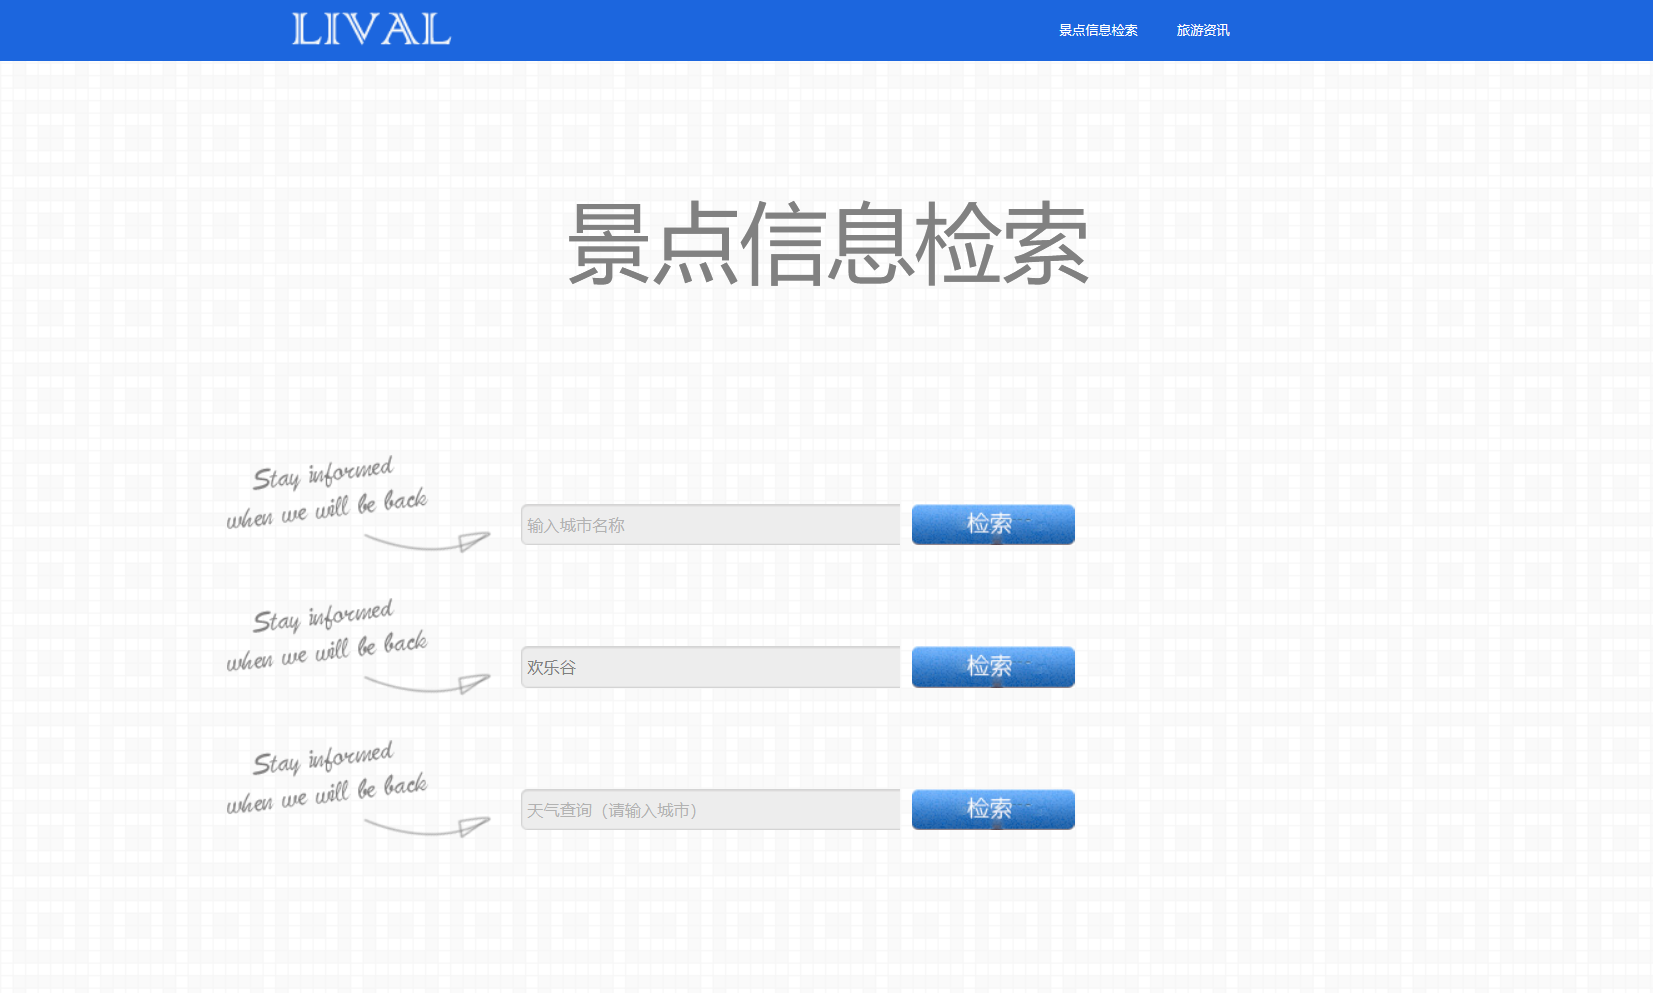 LIVAL
景点信息检索 旅游资讯
景点信息检索
Stay informed
when we will be back
输入城市名称 检索
Stay informed
when we will be back
欢乐谷 检索
Stay informed
when we will be back
天气查询（请输入城市） 检索